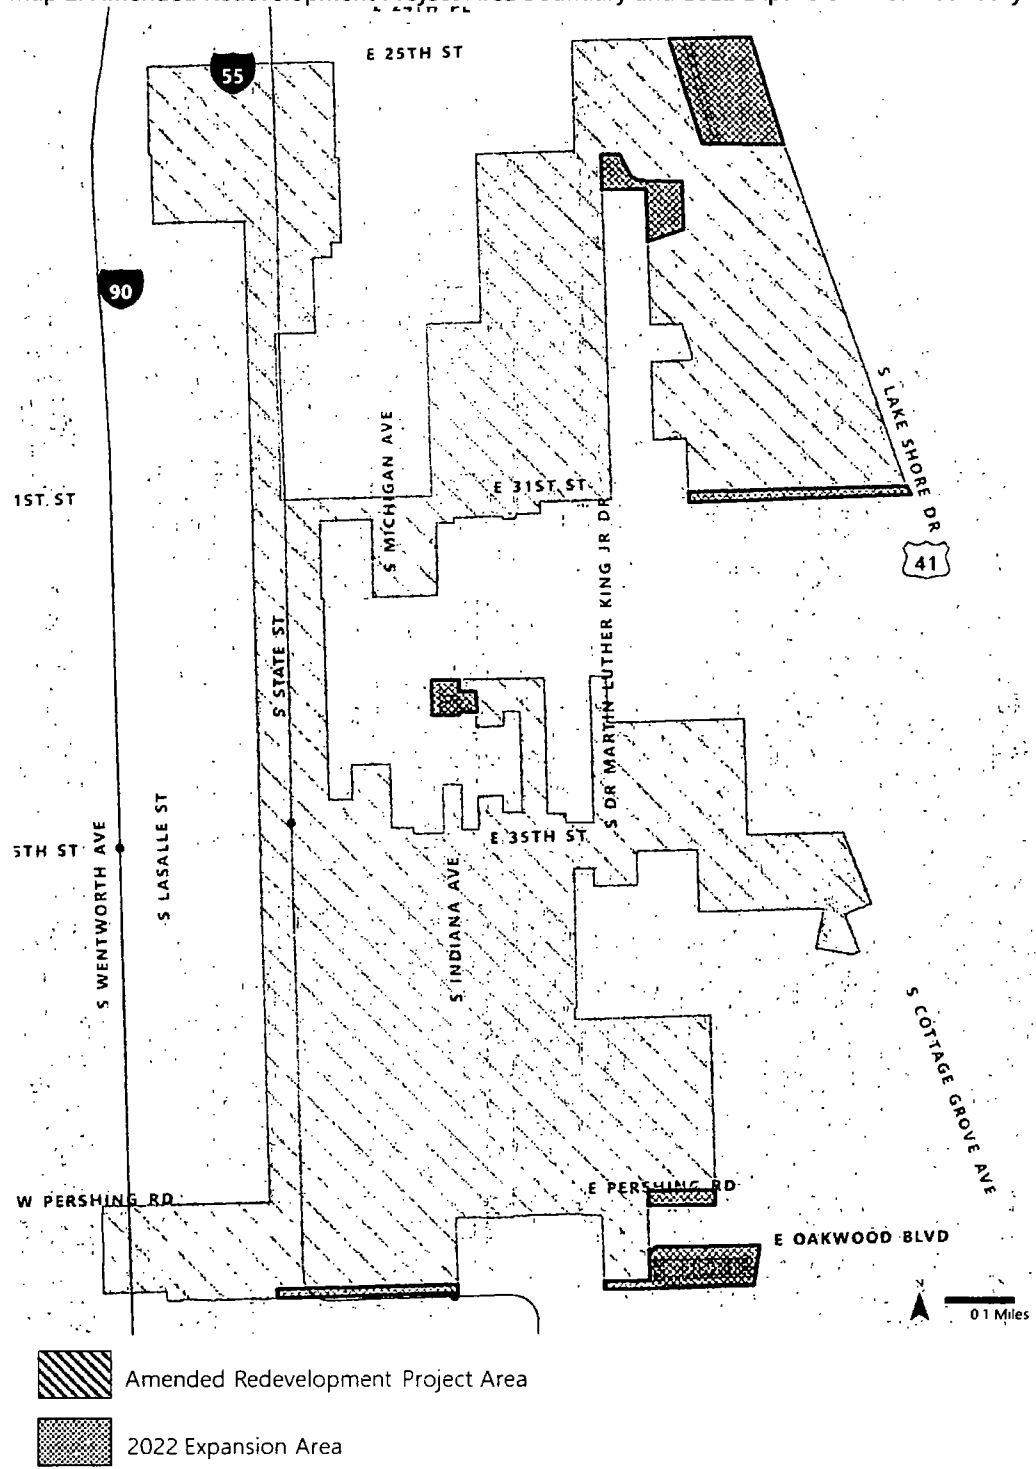 E 25TH ST
55
90
S LAKE SHORE DR
S MICHIGAN AVE
E 31ST ST
1ST ST
41
S DR MARTIN LUTHER KING JR DR
S STATE ST
E 35TH ST
5TH ST
S WENTWORTH AVE
S LASALLE ST
S INDIANA AVE
S COTTAGE GROVE AVE
W PERSHING RD
E PERSHING RD
E OAKWOOD BLVD
N
0 1 Miles
Amended Redevelopment Project Area
2022 Expansion Area